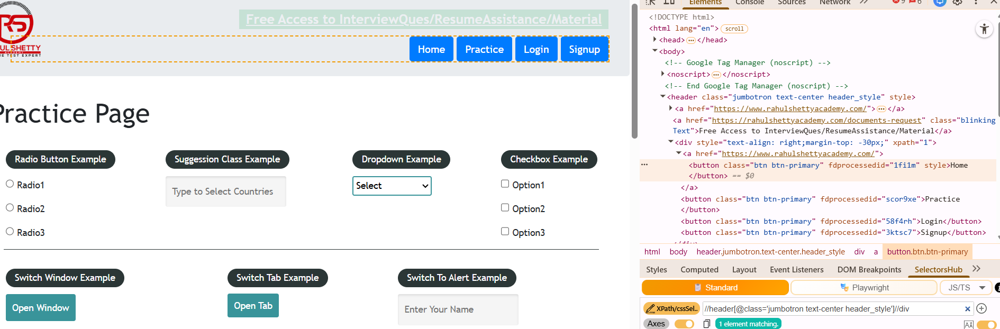 Free Access to InterviewQues/ResumeAssistance/Material
RS
UL SHETTY
ACADEMY
E TEST EXPERT
Home Practice Login Signup
Practice Page
Radio Button Example Suggession Class Example Dropdown Example Checkbox Example
Radio1 Type to Select Countries Select Option1
Radio2 Option2
Radio3 Option3
Switch Window Example Switch Tab Example Switch To Alert Example
Open Window Open Tab Enter Your Name
Elements Console Sources Network 9 6
<!DOCTYPE html>
<html lang="en"> scroll
<head> ••• </head>
<body>
<!-- Google Tag Manager (noscript) -->
<noscript> ••• </noscript>
<!-- End Google Tag Manager (noscript) -->
<header class="jumbotron text-center header_style" style>
<a href="https://www.rahulshettyacademy.com/"> ••• </a>
<a href="https://rahulshettyacademy.com/documents-request" class="blinking
Text">Free Access to InterviewQues/ResumeAssistance/Material</a>
<div style="text-align: right;margin-top: -30px;" xpath="1">
<a href="https://www.rahulshettyacademy.com/">
••• <button class="btn btn-primary" fdprocessedid="1fi1m" style>Home
</button> == $0
</a>
<button class="btn btn-primary" fdprocessedid="scor9xe">Practice
</button>
<button class="btn btn-primary" fdprocessedid="58f4rh">Login</button>
<button class="btn btn-primary" fdprocessedid="3ktsc7">Signup</button>
</div>
html body header.jumbotron.text-center.header_style div a button.btn.btn-primary
Styles Computed Layout Event Listeners DOM Breakpoints SelectorsHub
Standard Playwright JS/TS
XPath/cssSel.. //header[@class='jumbotron text-center header_style']//div
Axes 1 element matching.